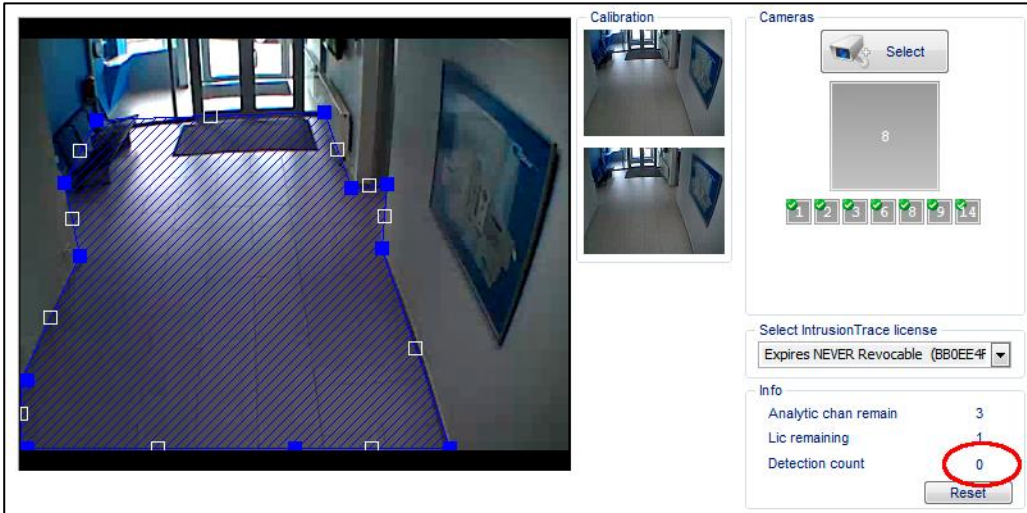 Calibration
Cameras
Select
8
1 2 3 6 8 9 14
Select IntrusionTrace license
Expires NEVER Revocable (BB0EE4F
Info
Analytic chan remain 3
Lic remaining 1
Detection count 0
Reset